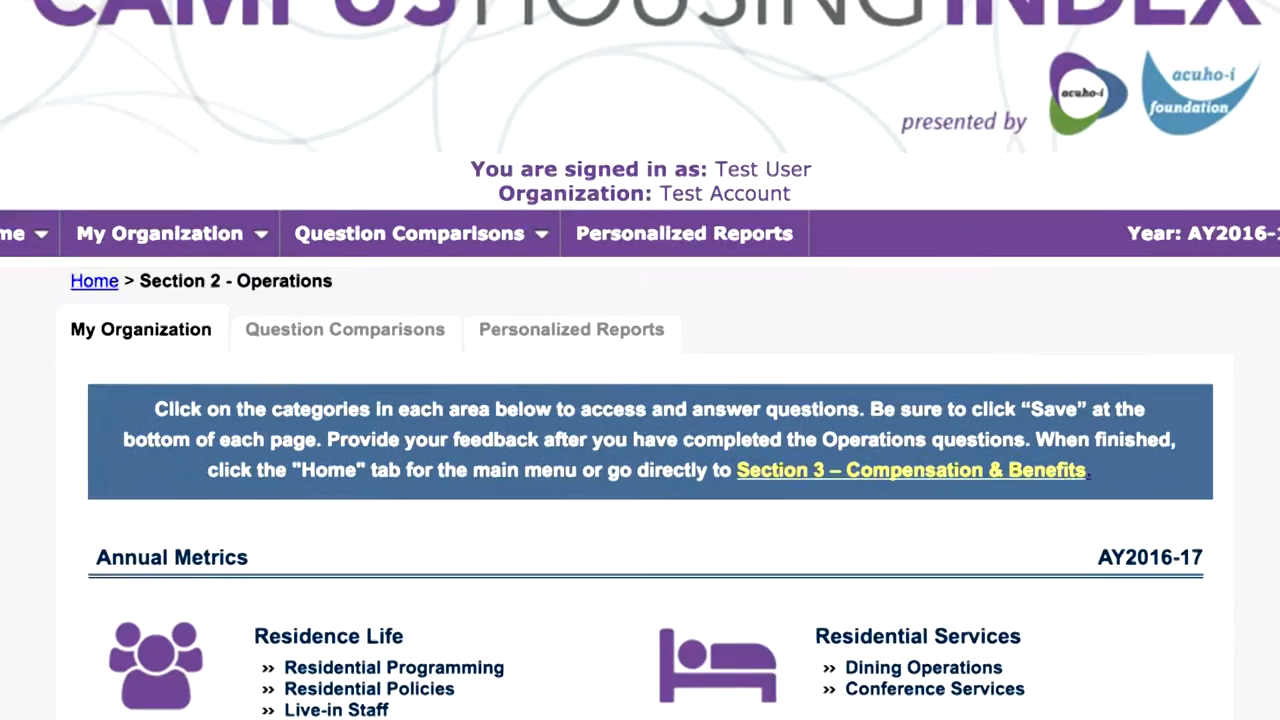 CAMPUSHOUSINGINDEX
presented by
acuho-i
acuho-i
foundation
You are signed in as: Test User
Organization: Test Account
me My Organization Question Comparisons Personalized Reports Year: AY2016-1
Home > Section 2 - Operations
My Organization Question Comparisons Personalized Reports
Click on the categories in each area below to access and answer questions. Be sure to click “Save” at the
bottom of each page. Provide your feedback after you have completed the Operations questions. When finished,
click the "Home" tab for the main menu or go directly to Section 3 – Compensation & Benefits.
Annual Metrics AY2016-17
Residence Life
» Residential Programming
» Residential Policies
» Live-in Staff
Residential Services
» Dining Operations
» Conference Services